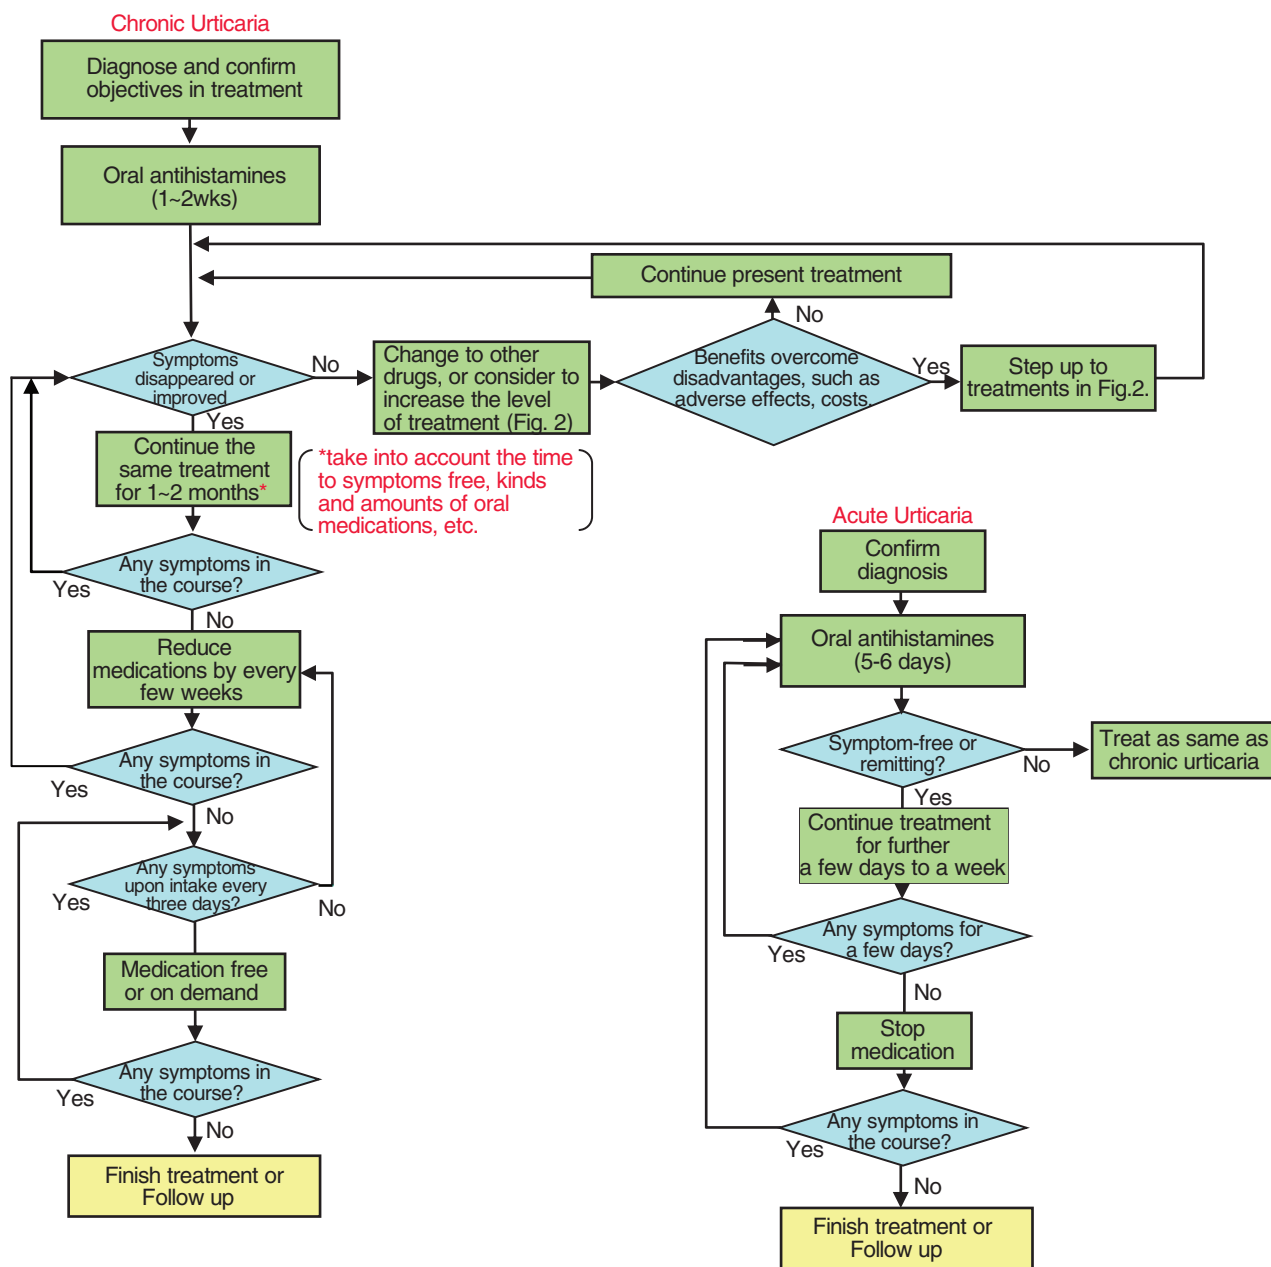 Chronic Urticaria
Diagnose and confirm
objectives in treatment
Oral antihistamines
(1~2wks)
Continue present treatment
No
Symptoms
disappeared or
improved
No
Yes
Change to other
drugs, or consider to
increase the level
of treatment (Fig. 2)
Benefits overcome
disadvantages, such as
adverse effects, costs.
Yes
Step up to
treatments in Fig.2.
Continue the
same treatment
for 1~2 months*
*take into account the time
to symptoms free, kinds
and amounts of oral
medications, etc.
Any symptoms in
the course?
Yes
No
Reduce
medications by every
few weeks
Any symptoms in
the course?
Yes
No
Any symptoms
upon intake every
three days?
Yes
No
Medication free
or on demand
Any symptoms in
the course?
Yes
No
Finish treatment or
Follow up
Acute Urticaria
Confirm
diagnosis
Oral antihistamines
(5-6 days)
Symptom-free or
remitting?
No
Treat as same as
chronic urticaria
Yes
Continue treatment
for further
a few days to a week
Any symptoms for
a few days?
Yes
No
Stop
medication
Any symptoms in
the course?
Yes
No
Finish treatment or
Follow up